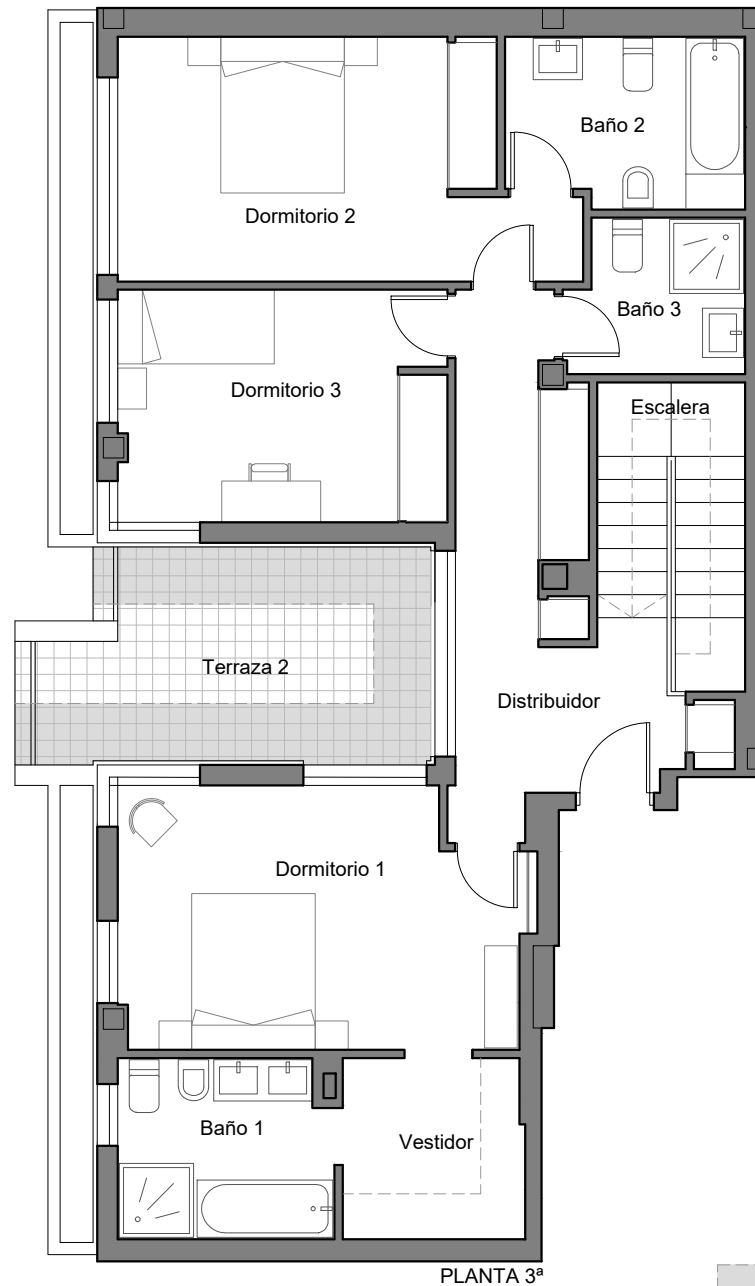 Baño 2
Dormitorio 2
Baño 3
Dormitorio 3
Escalera
Terraza 2
Distribuidor
Dormitorio 1
Baño 1
Vestidor
PLANTA 3ª